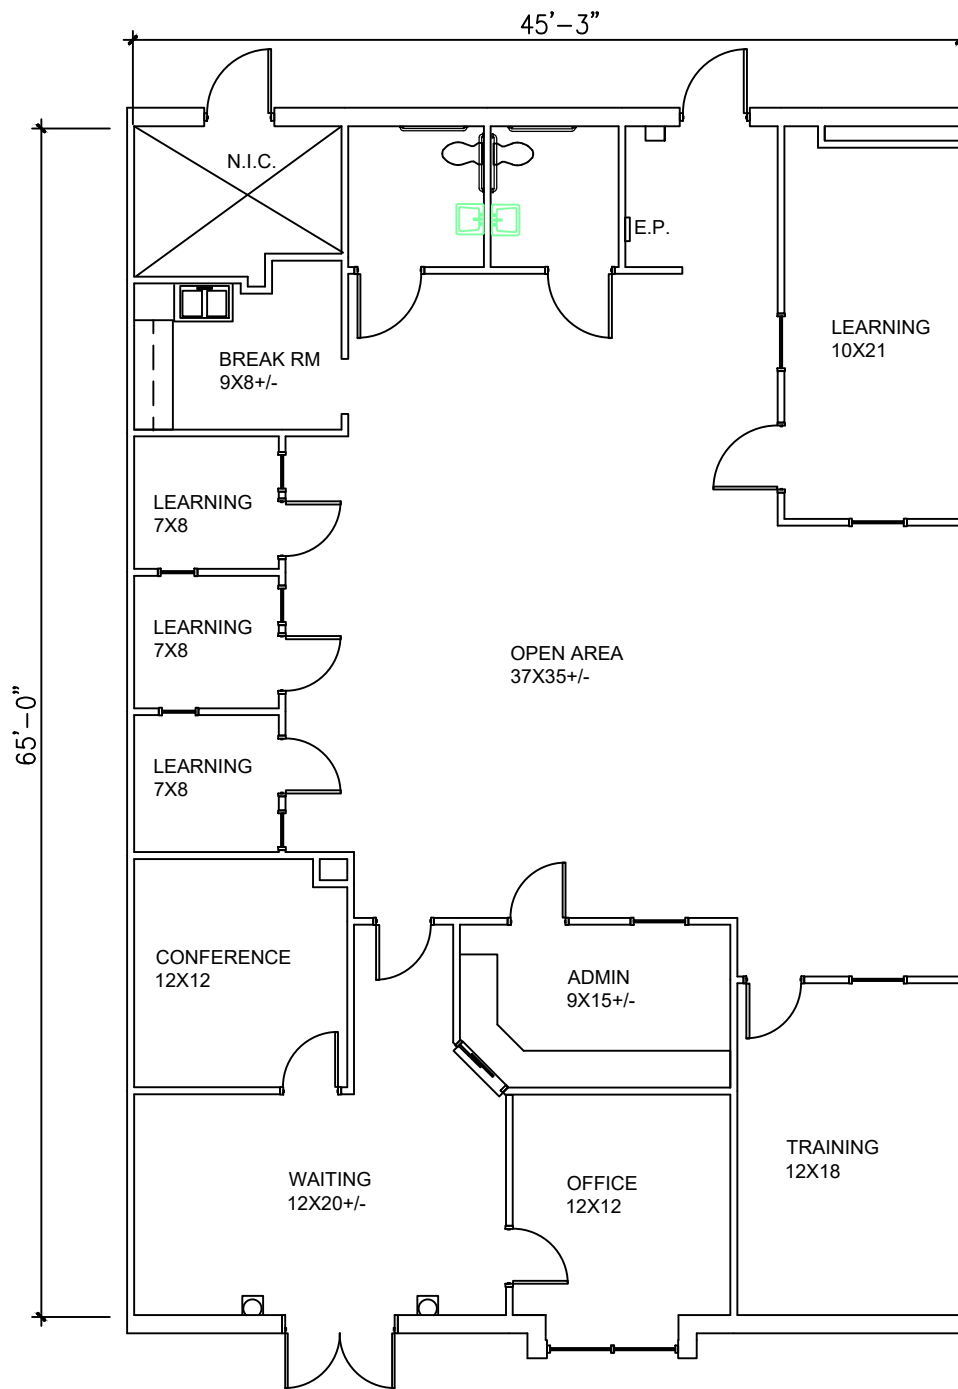 45'-3"
N.I.C.
E.P.
LEARNING
10X21
BREAK RM
9X8+/-
LEARNING
7X8
LEARNING
7X8
OPEN AREA
37X35+/-
65'-0"
LEARNING
7X8
CONFERENCE
12X12
ADMIN
9X15+/-
TRAINING
12X18
WAITING
12X20+/-
OFFICE
12X12